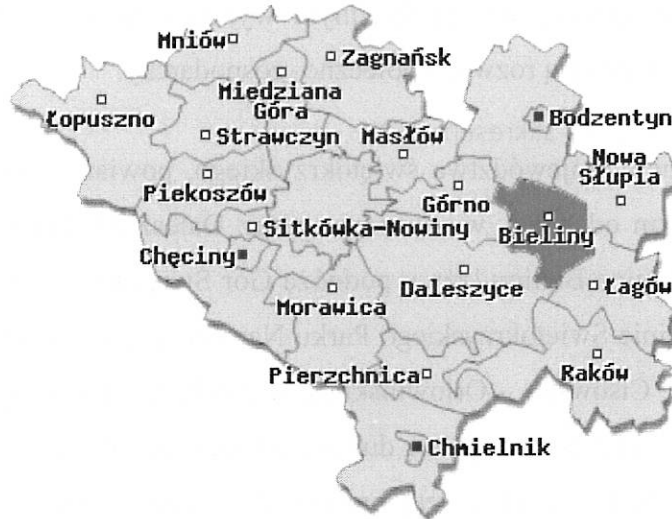 Mniów
Zagnańsk
Miedziana
Góra
Łopuszno
Strawczyn
Masłów
Bodzentyn
Nowa
Słupia
Piekoszów
Górno
Sitkówka-Nowiny
Bieliny
Chęciny
Morawica
Daleszyce
Łagów
Pierzchnica
Raków
Chmielnik